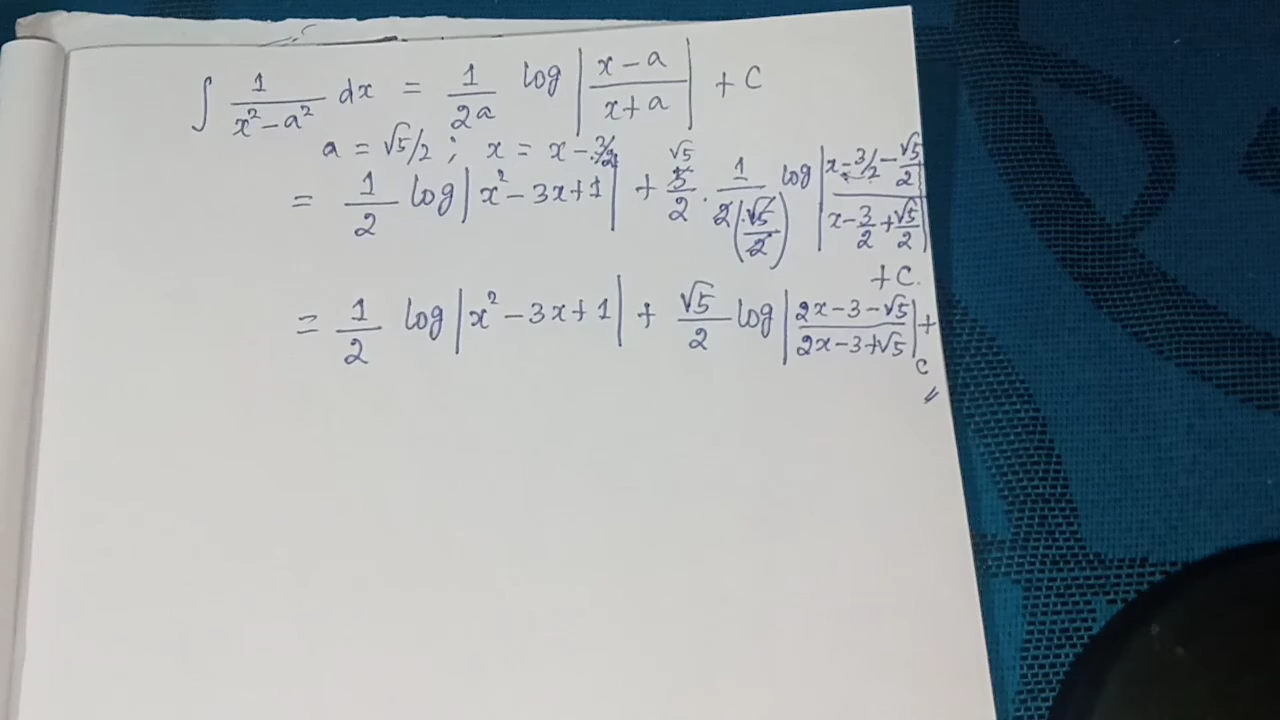 ∫ 1/(x² − a²) dx = 1/2a log |(x − a)/(x + a)| + C
a = √5/2 ; x = x − 3/2
= 1/2 log |x² − 3x + 1| + √5 5/2 · 1/(2(√5/2)) log |(x − 3/2 − √5/2)/(x − 3/2 + √5/2)| + C.
= 1/2 log |x² − 3x + 1| + √5/2 log |(2x − 3 − √5)/(2x − 3 + √5)| + C